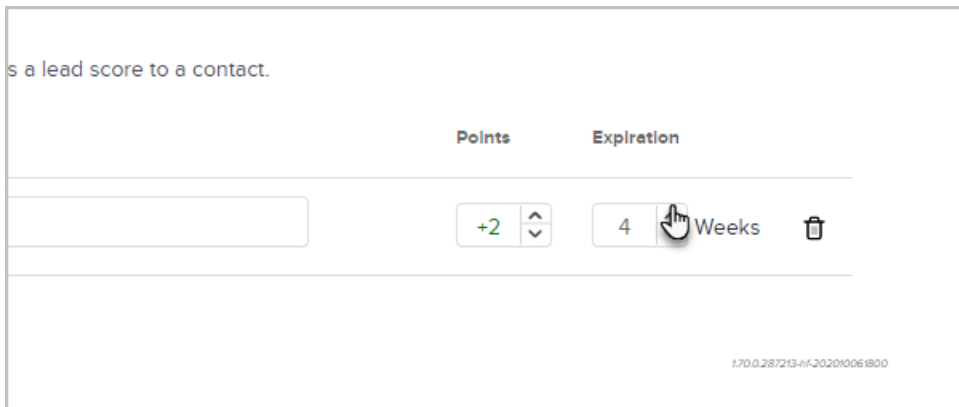 s a lead score to a contact.
Points Expiration
+2 4 Weeks
1.70.0.287213-hf-202010061800